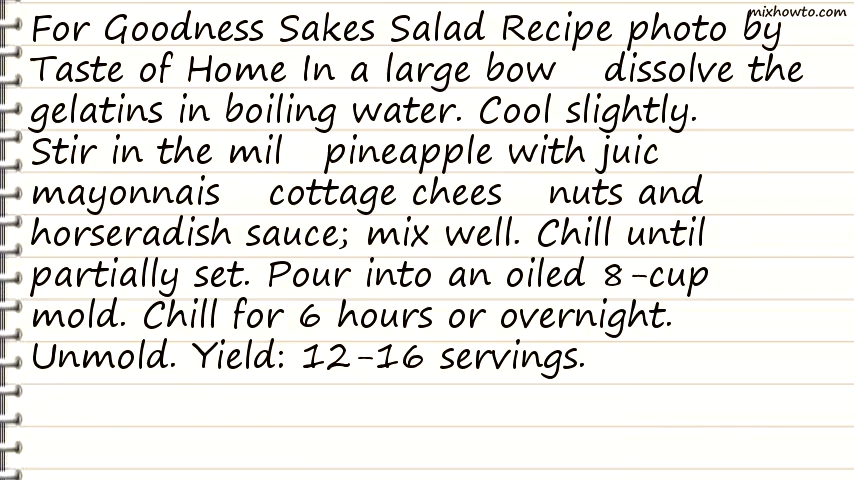 mixhowto.com
For Goodness Sakes Salad Recipe photo by
Taste of Home In a large bow dissolve the
gelatins in boiling water. Cool slightly.
Stir in the mil pineapple with juic
mayonnais cottage chees nuts and
horseradish sauce; mix well. Chill until
partially set. Pour into an oiled 8-cup
mold. Chill for 6 hours or overnight.
Unmold. Yield: 12-16 servings.